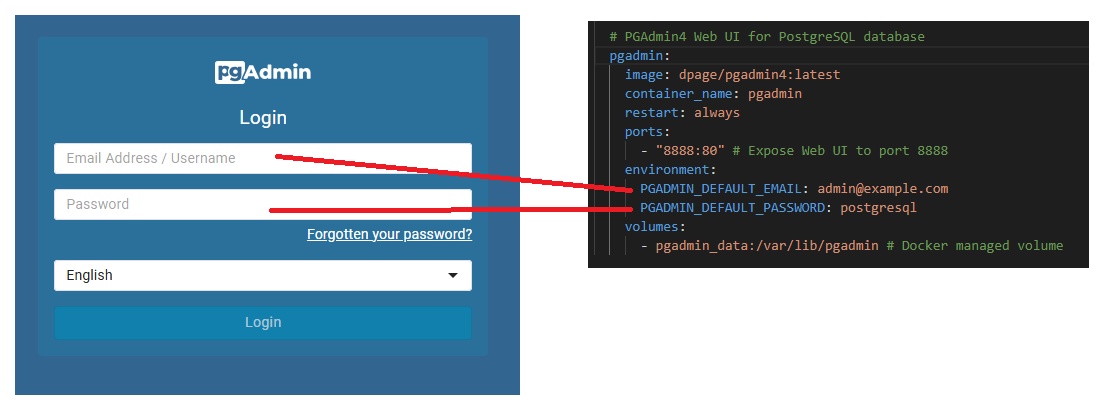 pgAdmin
Login
Email Address / Username
Password
Forgotten your password?
English
Login
# PGAdmin4 Web UI for PostgreSQL database
pgadmin:
image: dpage/pgadmin4:latest
container_name: pgadmin
restart: always
ports:
- "8888:80" # Expose Web UI to port 8888
environment:
PGADMIN_DEFAULT_EMAIL: admin@example.com
PGADMIN_DEFAULT_PASSWORD: postgresql
volumes:
- pgadmin_data:/var/lib/pgadmin # Docker managed volume